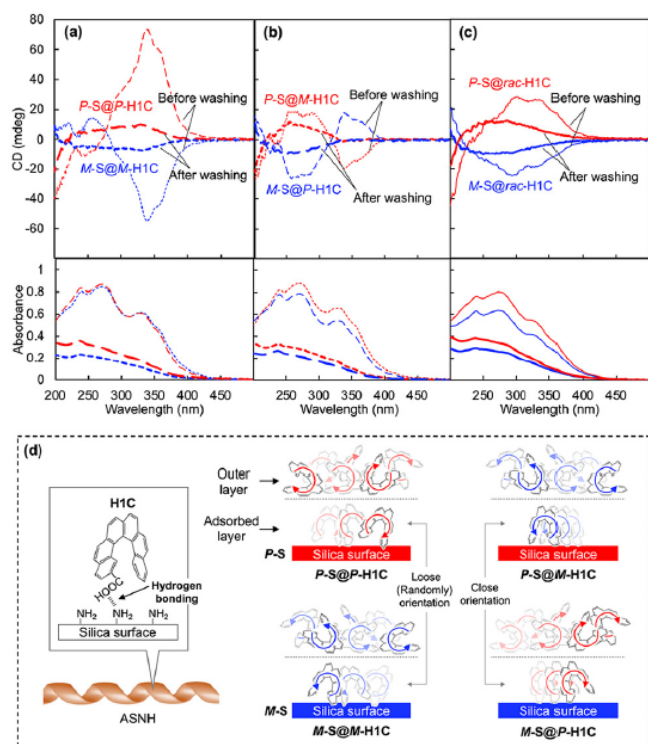 (a)
(b)
(c)
CD (mdeg)
80
60
40
20
0
-20
-40
-60
P-S@P-H1C
Before washing
M-S@M-H1C
After washing
P-S@M-H1C
Before washing
M-S@P-H1C
After washing
P-S@rac-H1C
Before washing
M-S@rac-H1C
After washing
Absorbance
1
0.8
0.6
0.4
0.2
0
200 250 300 350 400 450
200 250 300 350 400 450
200 250 300 350 400 450
Wavelength (nm)
Wavelength (nm)
Wavelength (nm)
(d)
H1C
HOOC
Hydrogen
bonding
NH2 NH2 NH2
Silica surface
ASNH
Outer
layer
Adsorbed
layer
P-S
Silica surface
P-S@P-H1C
Silica surface
P-S@M-H1C
Loose
(Randomly)
orientation
Close
orientation
M-S
Silica surface
M-S@M-H1C
Silica surface
M-S@P-H1C